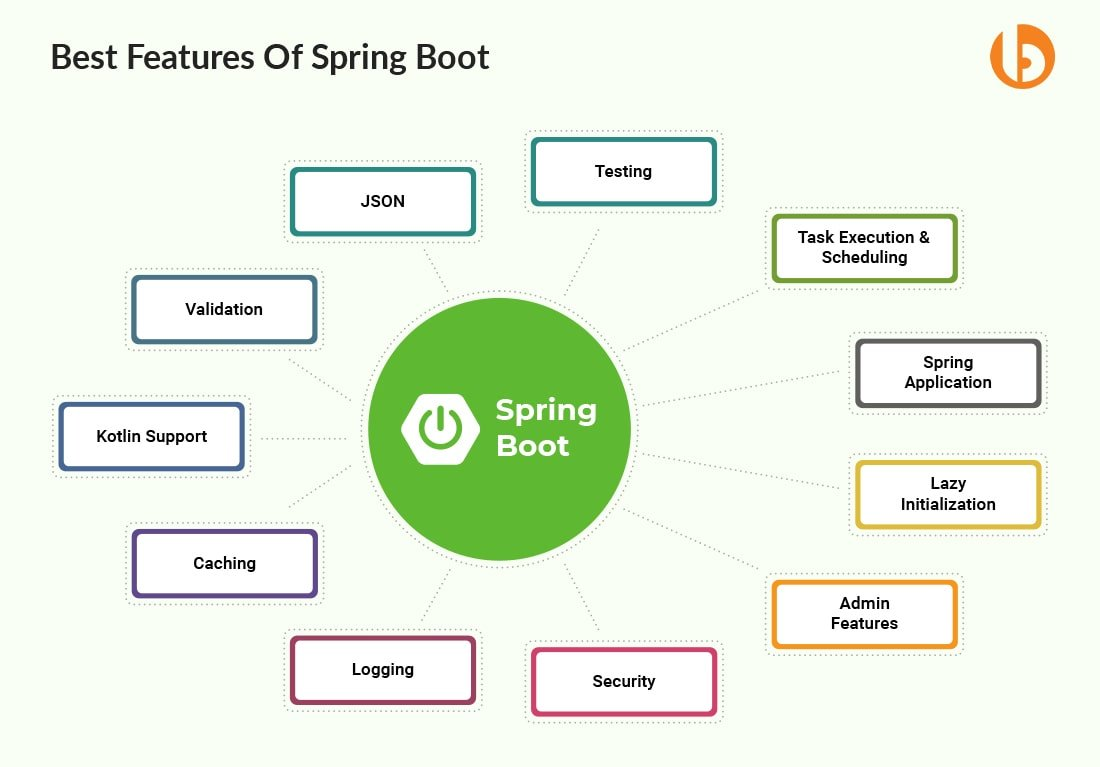 Best Features Of Spring Boot
Testing
JSON
Task Execution &
Scheduling
Validation
Spring
Application
Spring
Boot
Kotlin Support
Lazy
Initialization
Caching
Admin
Features
Logging
Security